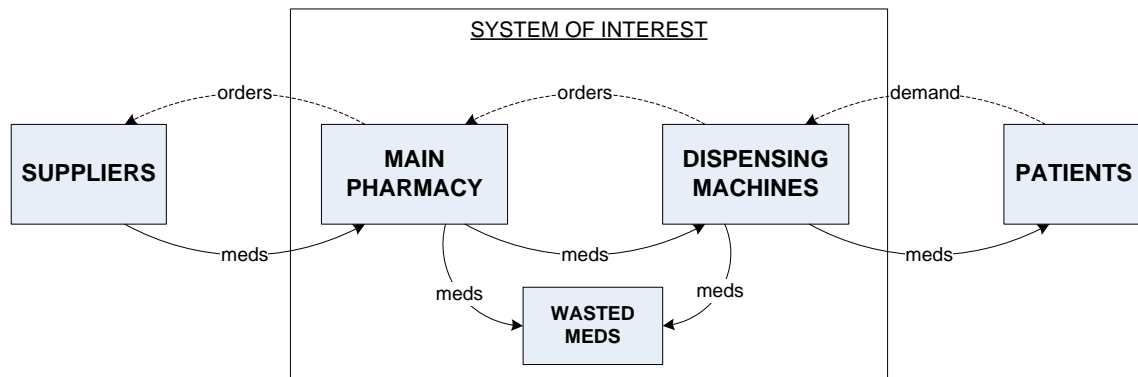 SYSTEM OF INTEREST
orders
orders
demand
SUPPLIERS
MAIN
PHARMACY
DISPENSING
MACHINES
PATIENTS
meds
meds
meds
meds
meds
WASTED
MEDS